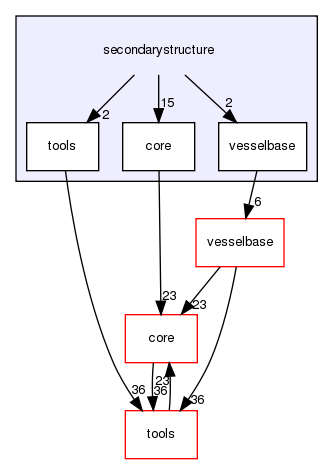 secondarystructure
2
15
2
tools
core
vesselbase
6
vesselbase
23
23
core
36
23
36
36
tools